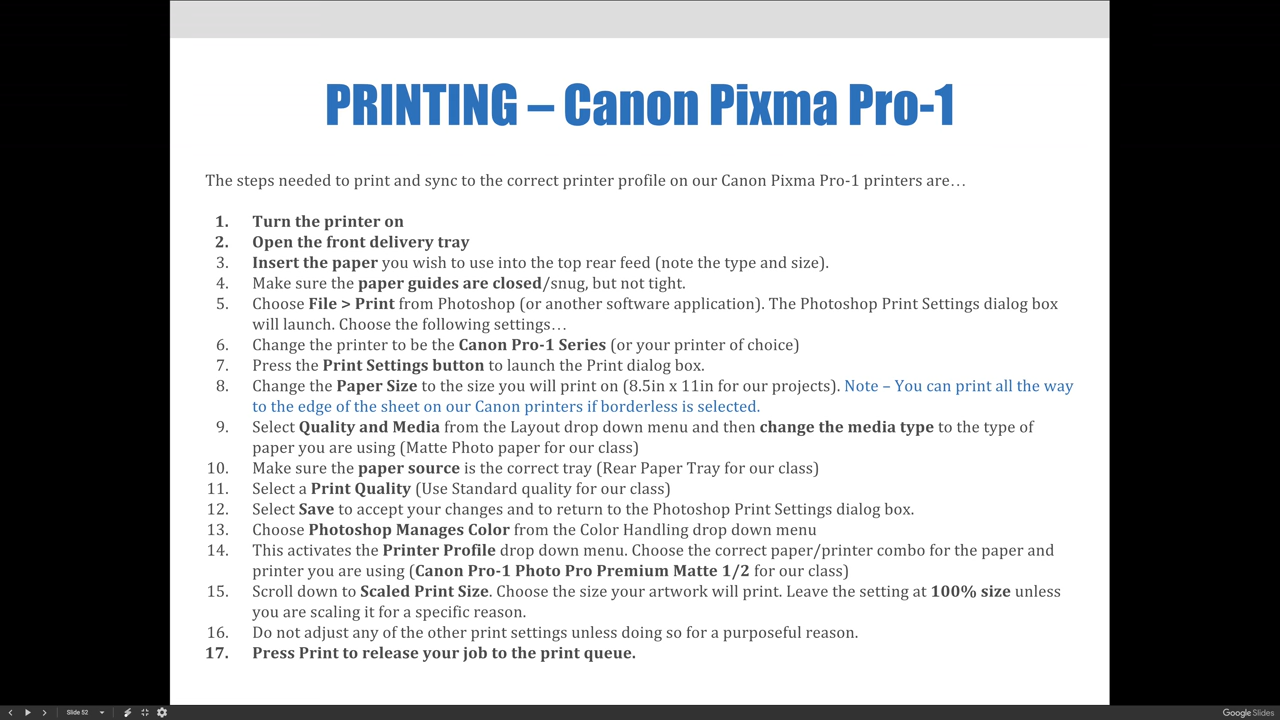 PRINTING – Canon Pixma Pro-1
The steps needed to print and sync to the correct printer profile on our Canon Pixma Pro-1 printers are…
1. Turn the printer on
2. Open the front delivery tray
3. Insert the paper you wish to use into the top rear feed (note the type and size).
4. Make sure the paper guides are closed/snug, but not tight.
5. Choose File > Print from Photoshop (or another software application). The Photoshop Print Settings dialog box
will launch. Choose the following settings…
6. Change the printer to be the Canon Pro-1 Series (or your printer of choice)
7. Press the Print Settings button to launch the Print dialog box.
8. Change the Paper Size to the size you will print on (8.5in x 11in for our projects). Note – You can print all the way
to the edge of the sheet on our Canon printers if borderless is selected.
9. Select Quality and Media from the Layout drop down menu and then change the media type to the type of
paper you are using (Matte Photo paper for our class)
10. Make sure the paper source is the correct tray (Rear Paper Tray for our class)
11. Select a Print Quality (Use Standard quality for our class)
12. Select Save to accept your changes and to return to the Photoshop Print Settings dialog box.
13. Choose Photoshop Manages Color from the Color Handling drop down menu
14. This activates the Printer Profile drop down menu. Choose the correct paper/printer combo for the paper and
printer you are using (Canon Pro-1 Photo Pro Premium Matte 1/2 for our class)
15. Scroll down to Scaled Print Size. Choose the size your artwork will print. Leave the setting at 100% size unless
you are scaling it for a specific reason.
16. Do not adjust any of the other print settings unless doing so for a purposeful reason.
17. Press Print to release your job to the print queue.
Slide 52
Google Slides